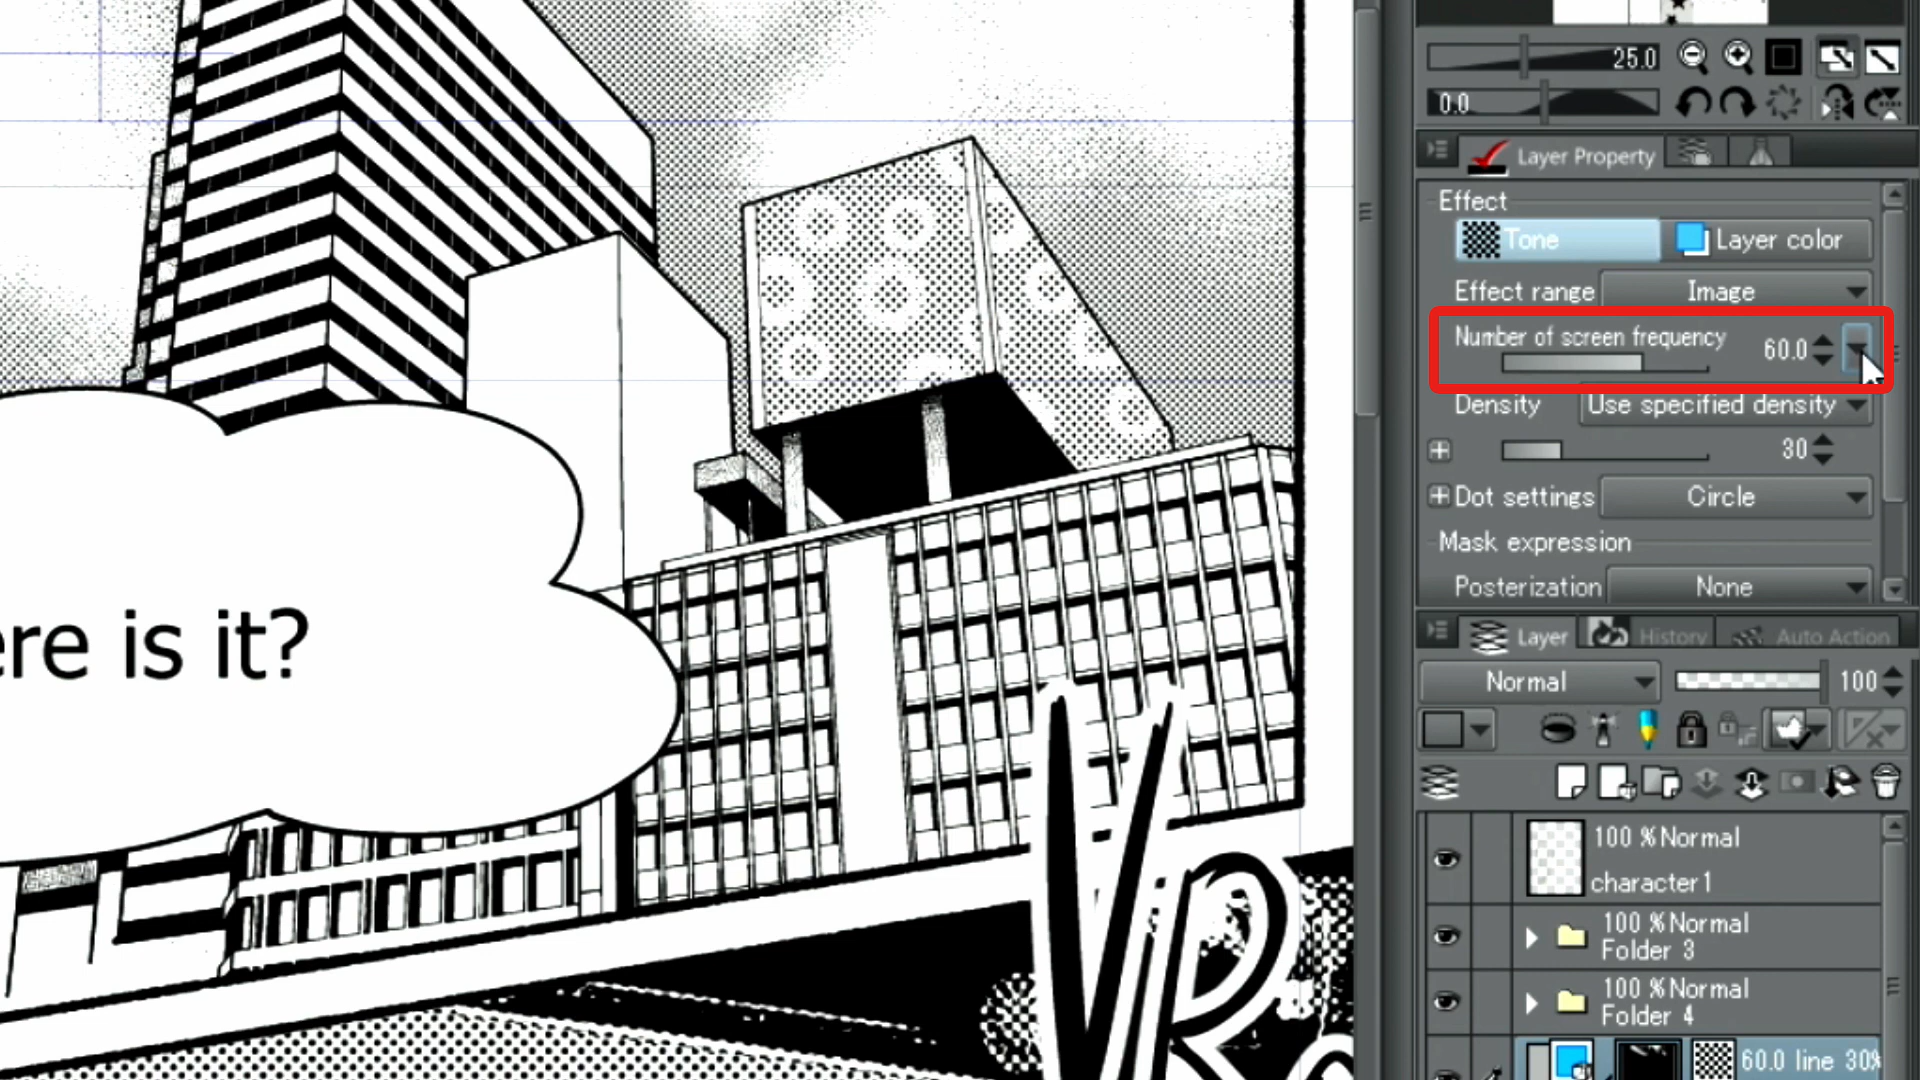 25.0
0.0
Layer Property
Effect
Tone
Layer color
Effect range Image
Number of screen frequency 60.0
Density Use specified density
30
Dot settings Circle
Mask expression
Posterization None
Layer History Auto Action
Normal 100
100 %Normal
character1
100 %Normal
Folder 3
100 %Normal
Folder 4
60.0 line 30%
ere is it?
VR